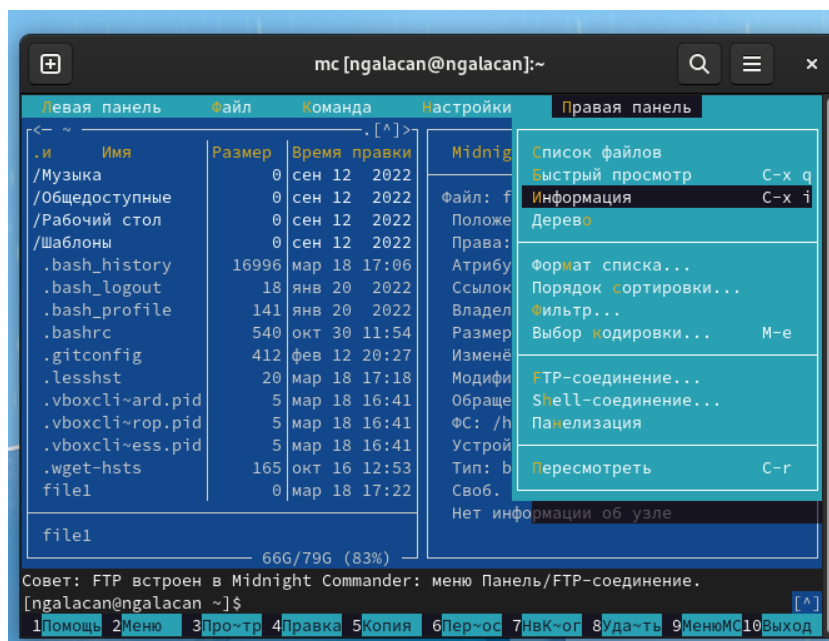 mc [ngalacan@ngalacan]:~
Левая панель Файл Команда Настройки Правая панель
<- ~ .[^]>
.и Имя Размер Время правки
/Музыка 0 сен 12 2022
/Общедоступные 0 сен 12 2022
/Рабочий стол 0 сен 12 2022
/Шаблоны 0 сен 12 2022
.bash_history 16996 мар 18 17:06
.bash_logout 18 янв 20 2022
.bash_profile 141 янв 20 2022
.bashrc 540 окт 30 11:54
.gitconfig 412 фев 12 20:27
.lesshst 20 мар 18 17:18
.vboxcli~ard.pid 5 мар 18 16:41
.vboxcli~rop.pid 5 мар 18 16:41
.vboxcli~ess.pid 5 мар 18 16:41
.wget-hsts 165 окт 16 12:53
file1 0 мар 18 17:22
file1
66G/79G (83%)
Midnig
Файл: f
Положе
Права:
Атрибу
Ссылок
Владел
Размер
Изменё
Модифи
Обраще
ФС: /h
Устрой
Тип: b
Своб.
Нет информации об узле
Список файлов
Быстрый просмотр C-x q
Информация C-x i
Дерево
Формат списка...
Порядок сортировки...
Фильтр...
Выбор кодировки... M-e
FTP-соединение...
Shell-соединение...
Панелизация
Пересмотреть C-r
Совет: FTP встроен в Midnight Commander: меню Панель/FTP-соединение.
[ngalacan@ngalacan ~]$ [^]
1Помощь 2Меню 3Про~тр 4Правка 5Копия 6Пер~ос 7НвК~ог 8Уда~ть 9МенюMC 10Выход